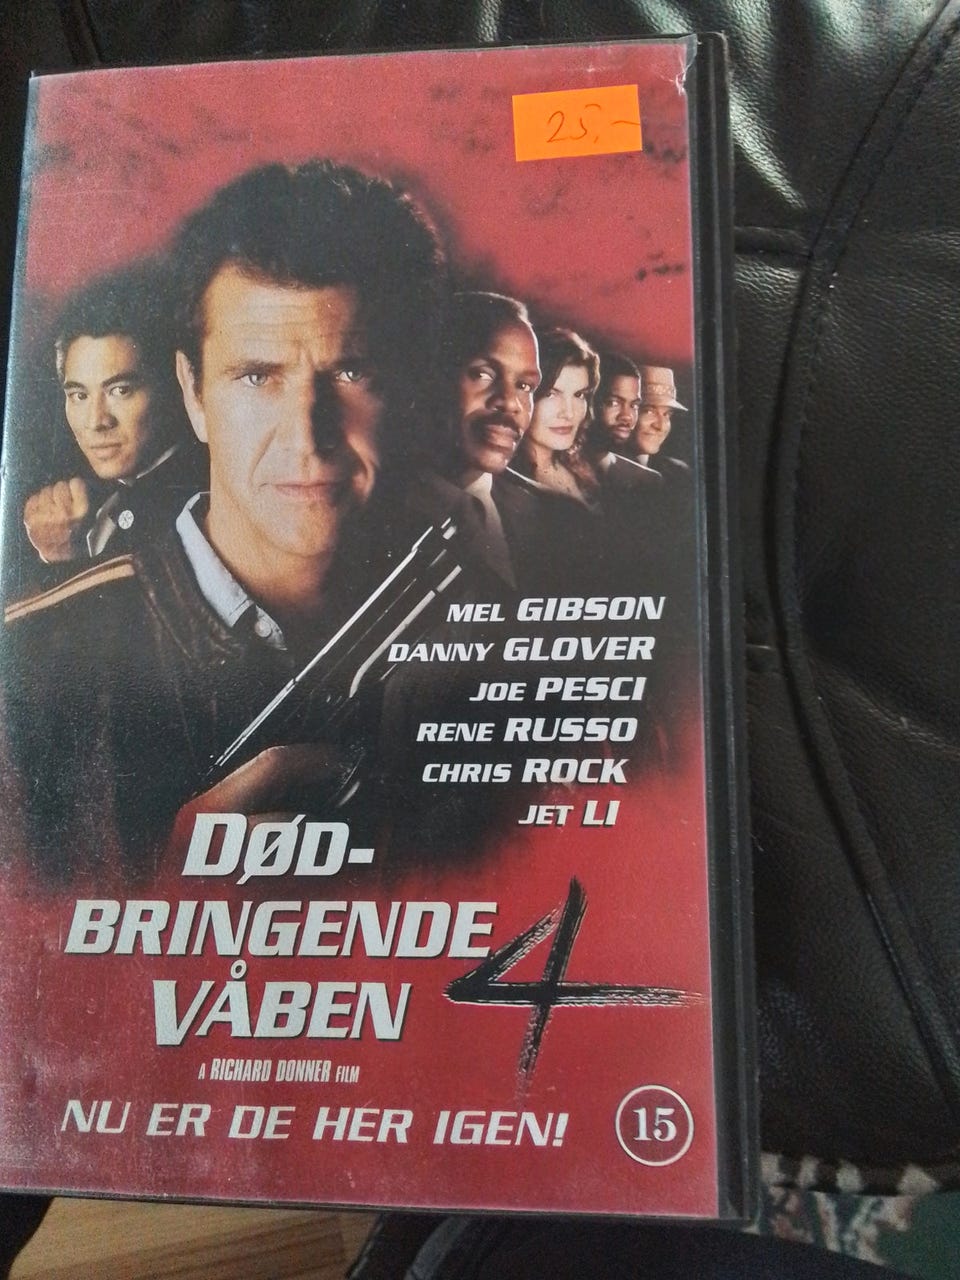 25,-
MEL GIBSON
DANNY GLOVER
JOE PESCI
RENE RUSSO
CHRIS ROCK
JET LI
DØD-
BRINGENDE
VÅBEN 4
A RICHARD DONNER FILM
NU ER DE HER IGEN!
15